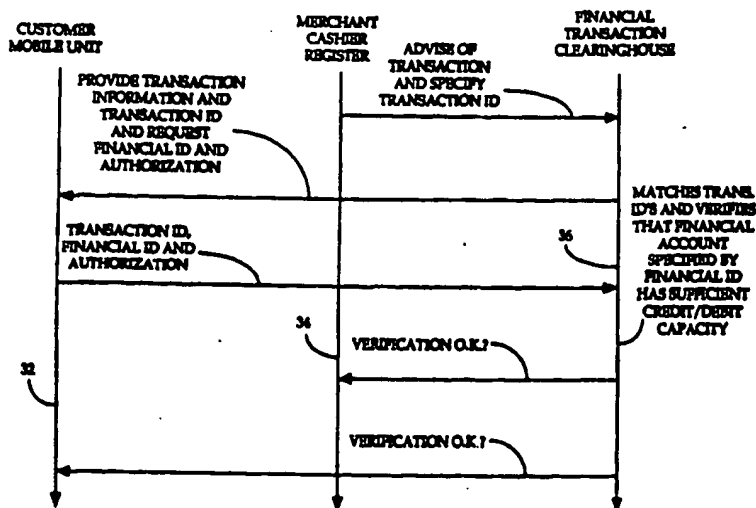 CUSTOMER
MOBILE UNIT
MERCHANT
CASHIER
REGISTER
FINANCIAL
TRANSACTION
CLEARINGHOUSE
ADVISE OF
TRANSACTION
AND SPECIFY
TRANSACTION ID
PROVIDE TRANSACTION
INFORMATION AND
TRANSACTION ID
AND REQUEST
FINANCIAL ID AND
AUTHORIZATION
MATCHES TRANS.
ID'S AND VERIFIES
THAT FINANCIAL
ACCOUNT
SPECIFIED BY
FINANCIAL ID
HAS SUFFICIENT
CREDIT/DEBIT
CAPACITY
36
TRANSACTION ID,
FINANCIAL ID AND
AUTHORIZATION
34
VERIFICATION O.K.?
32
VERIFICATION O.K.?